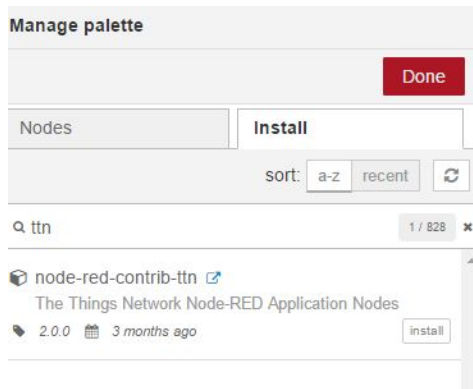 Manage palette
Done
Nodes
Install
sort: a-z recent
ttn
1 / 828
node-red-contrib-ttn
The Things Network Node-RED Application Nodes
2.0.0 3 months ago
install